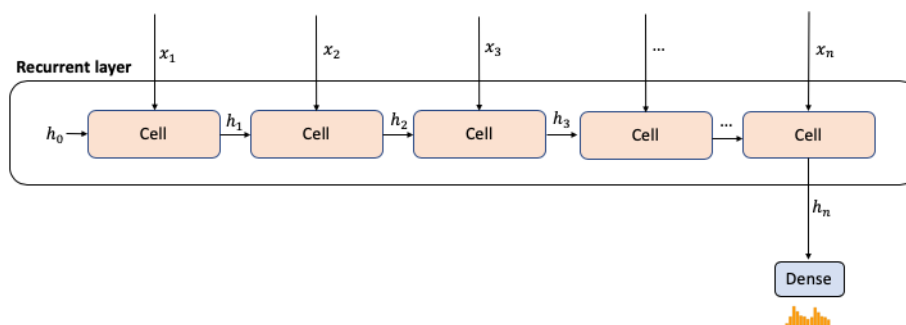 x₁ x₂ x₃ ... xₙ
Recurrent layer
h₀ Cell h₁ Cell h₂ Cell h₃ Cell ... Cell
hₙ
Dense